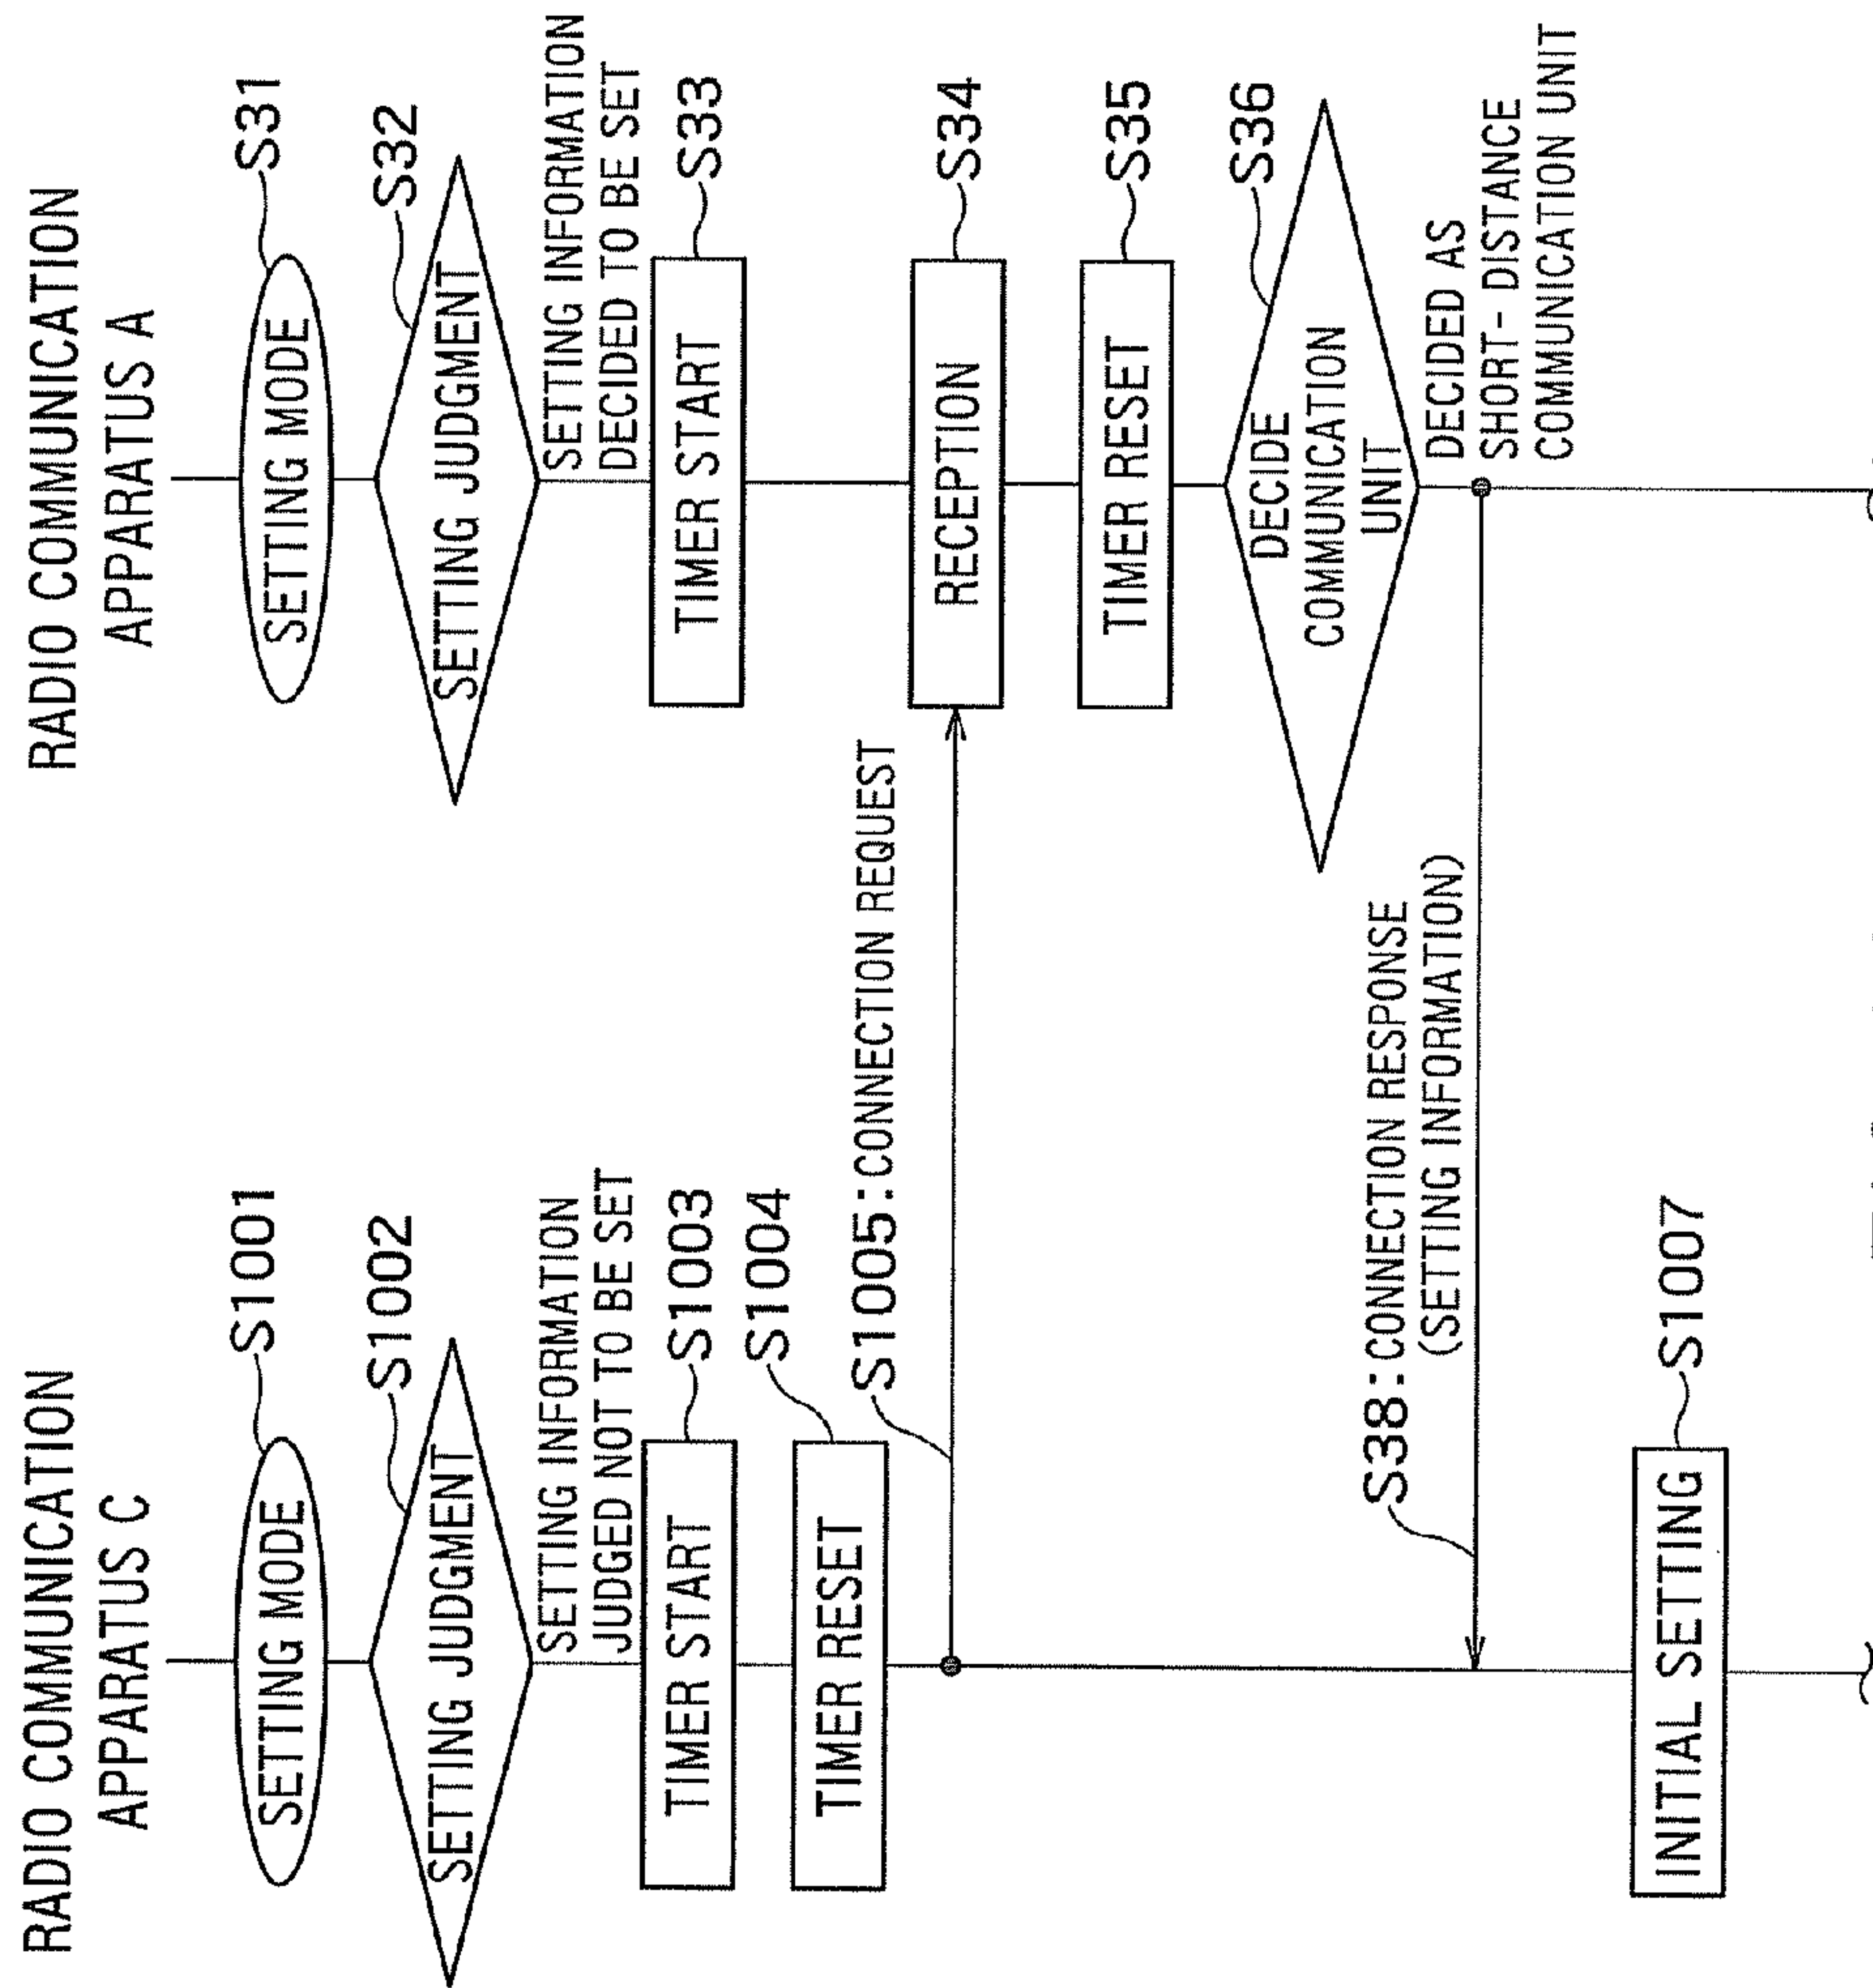 RADIO COMMUNICATION
APPARATUS C
SETTING MODE
S1001
SETTING JUDGMENT
S1002
SETTING INFORMATION
JUDGED NOT TO BE SET
TIMER START
S1003
TIMER RESET
S1004
S1005:CONNECTION REQUEST
S38:CONNECTION RESPONSE
(SETTING INFORMATION)
INITIAL SETTING
S1007
RADIO COMMUNICATION
APPARATUS A
SETTING MODE
S31
SETTING JUDGMENT
S32
SETTING INFORMATION
DECIDED TO BE SET
TIMER START
S33
RECEPTION
S34
TIMER RESET
S35
DECIDE
COMMUNICATION
UNIT
S36
DECIDED AS
SHORT- DISTANCE
COMMUNICATION UNIT